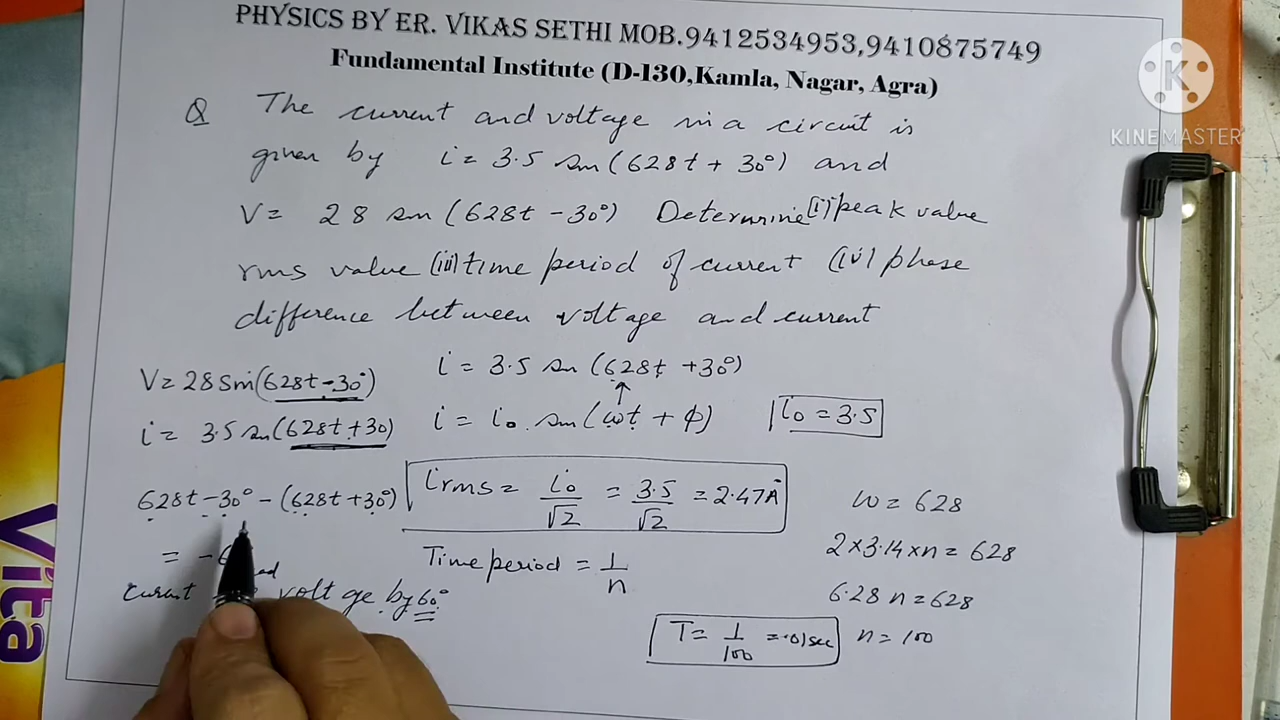 PHYSICS BY ER. VIKAS SETHI MOB.9412534953,9410875749
Fundamental Institute (D-130,Kamla, Nagar, Agra)
KINEMASTER
Q The current and voltage in a circuit is
given by i = 3.5 sin (628t + 30°) and
V = 28 sin (628t - 30°) Determine (i) peak value
rms value (iii) time period of current (iv) phase
difference between voltage and current
V = 28 sin (628t - 30°)
i = 3.5 sin (628t + 30)
628t - 30° - (628t + 30°)
= - 6
Current volt ge by 60°
i = 3.5 sin (628t + 30°)
i = i₀ sin (ωt + φ)
i₀ = 3.5
irms = i₀/√2 = 3.5/√2 = 2.47A
Time period = 1/n
ω = 628
2 × 3.14 × n = 628
6.28 n = 628
n = 100
T = 1/100 = .01 sec
Vita